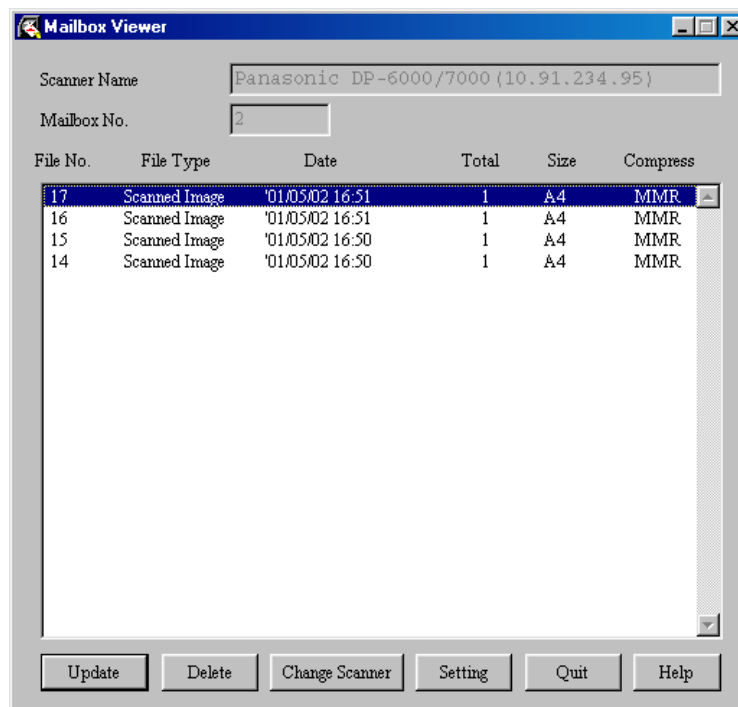 Mailbox Viewer
Scanner Name Panasonic DP-6000/7000(10.91.234.95)
Mailbox No. 2
File No. File Type Date Total Size Compress
17 Scanned Image '01/05/02 16:51 1 A4 MMR
16 Scanned Image '01/05/02 16:51 1 A4 MMR
15 Scanned Image '01/05/02 16:50 1 A4 MMR
14 Scanned Image '01/05/02 16:50 1 A4 MMR
Update Delete Change Scanner Setting Quit Help